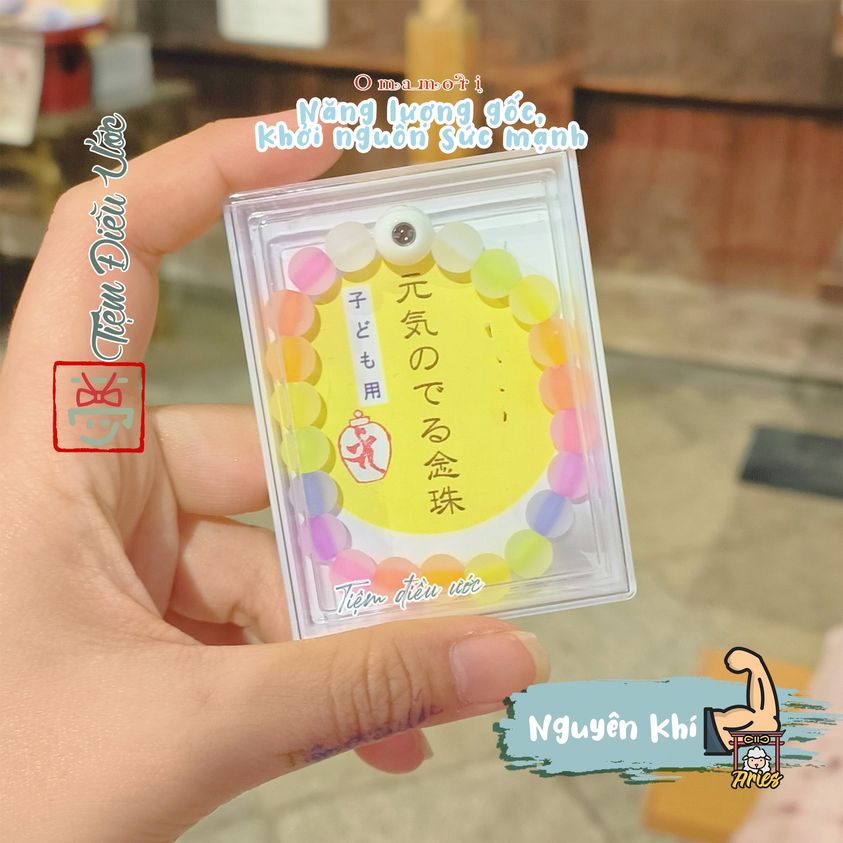 Omamorị
Năng lượng gốc,
Khởi nguồn sức mạnh
Tiệm Điều Ước
元気のでる念珠
子ども用
Tiệm điều ước
Nguyên Khí
Aries